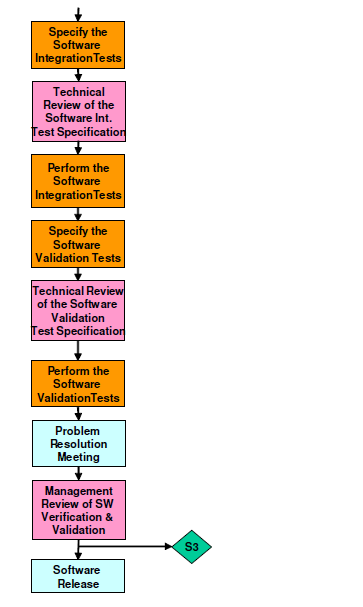 Specify the
Software
IntegrationTests
Technical
Review of the
Software Int.
Test Specification
Perform the
Software
IntegrationTests
Specify the
Software
Validation Tests
Technical Review
of the Software
Validation
Test Specification
Perform the
Software
ValidationTests
Problem
Resolution
Meeting
Management
Review of SW
Verification &
Validation
S3
Software
Release